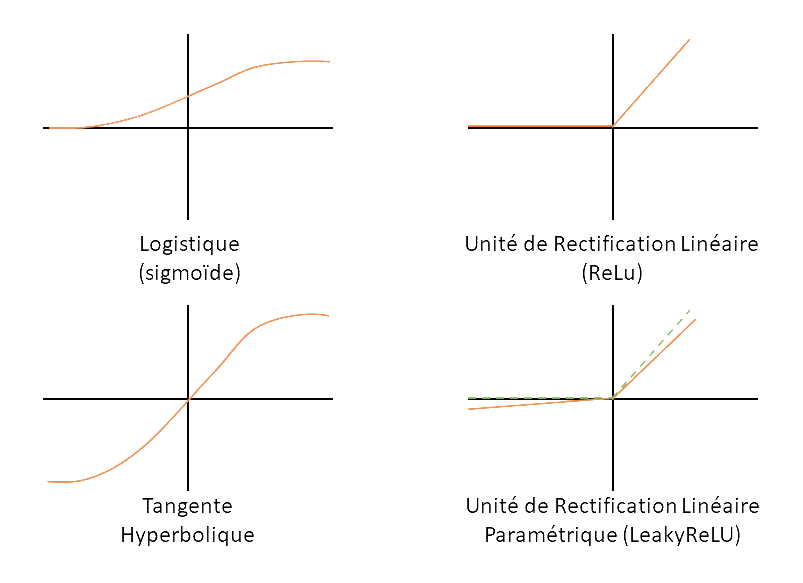 Logistique
(sigmoïde)
Unité de Rectification Linéaire
(ReLu)
Tangente
Hyperbolique
Unité de Rectification Linéaire
Paramétrique (LeakyReLU)